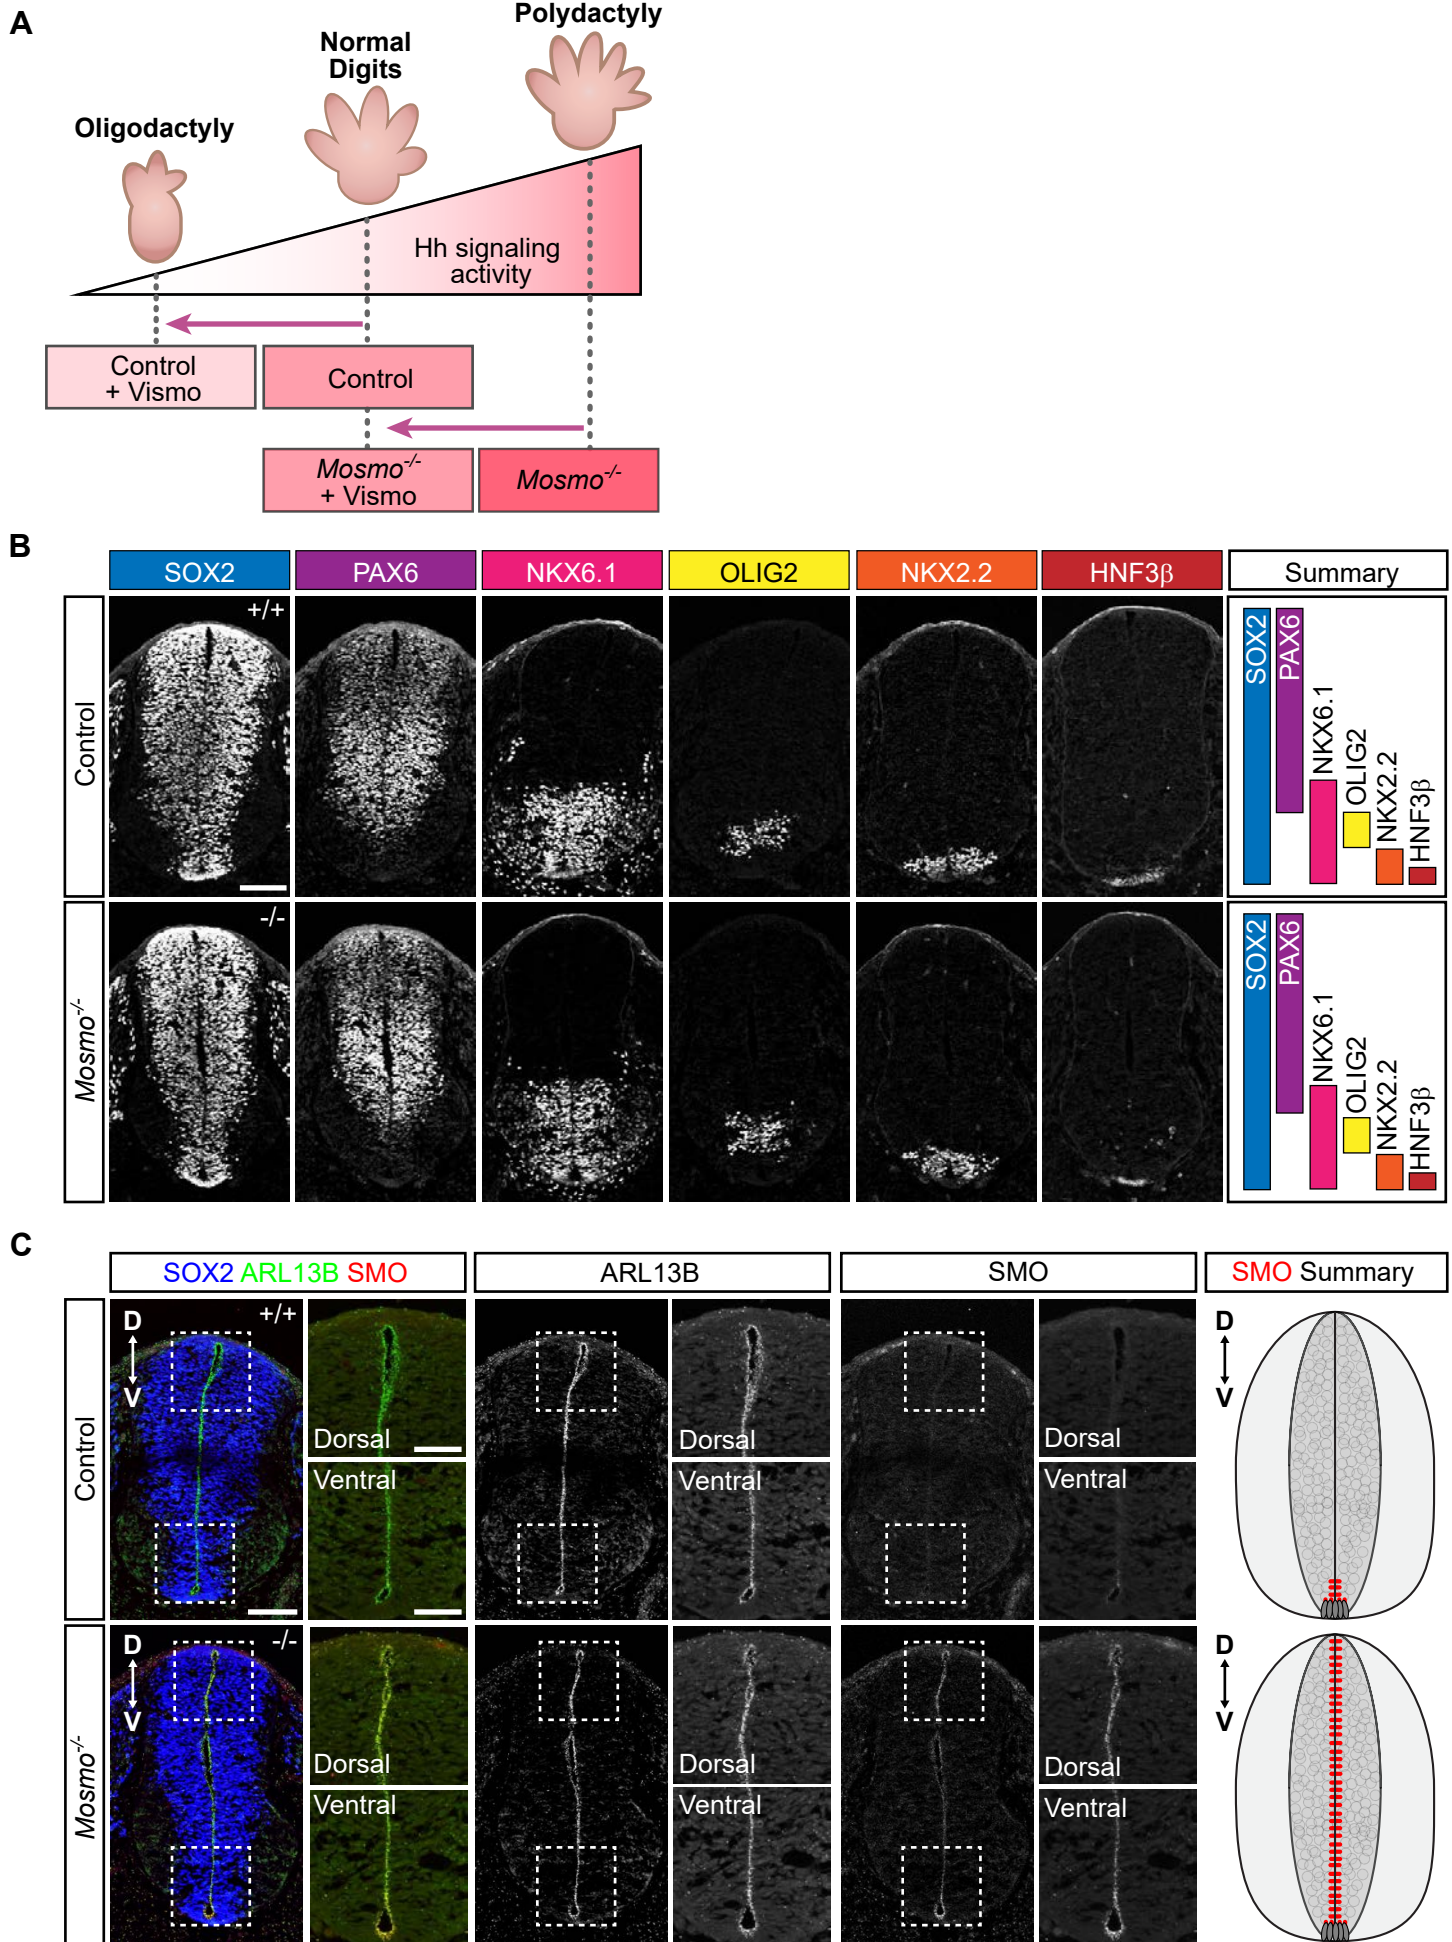 A
Polydactyly
Normal
Digits
Oligodactyly
Hh signaling
activity
Control
+ Vismo
Control
Mosmo-/-
+ Vismo
Mosmo-/-
B
SOX2
PAX6
NKX6.1
OLIG2
NKX2.2
HNF3β
Summary
Control
+/+
SOX2
PAX6
NKX6.1
OLIG2
NKX2.2
HNF3β
Mosmo-/-
-/-
SOX2
PAX6
NKX6.1
OLIG2
NKX2.2
HNF3β
C
SOX2 ARL13B SMO
ARL13B
SMO
SMO Summary
Control
D
V
+/+
Dorsal
Ventral
Dorsal
Ventral
Dorsal
Ventral
D
V
Mosmo-/-
D
V
-/-
Dorsal
Ventral
Dorsal
Ventral
Dorsal
Ventral
D
V